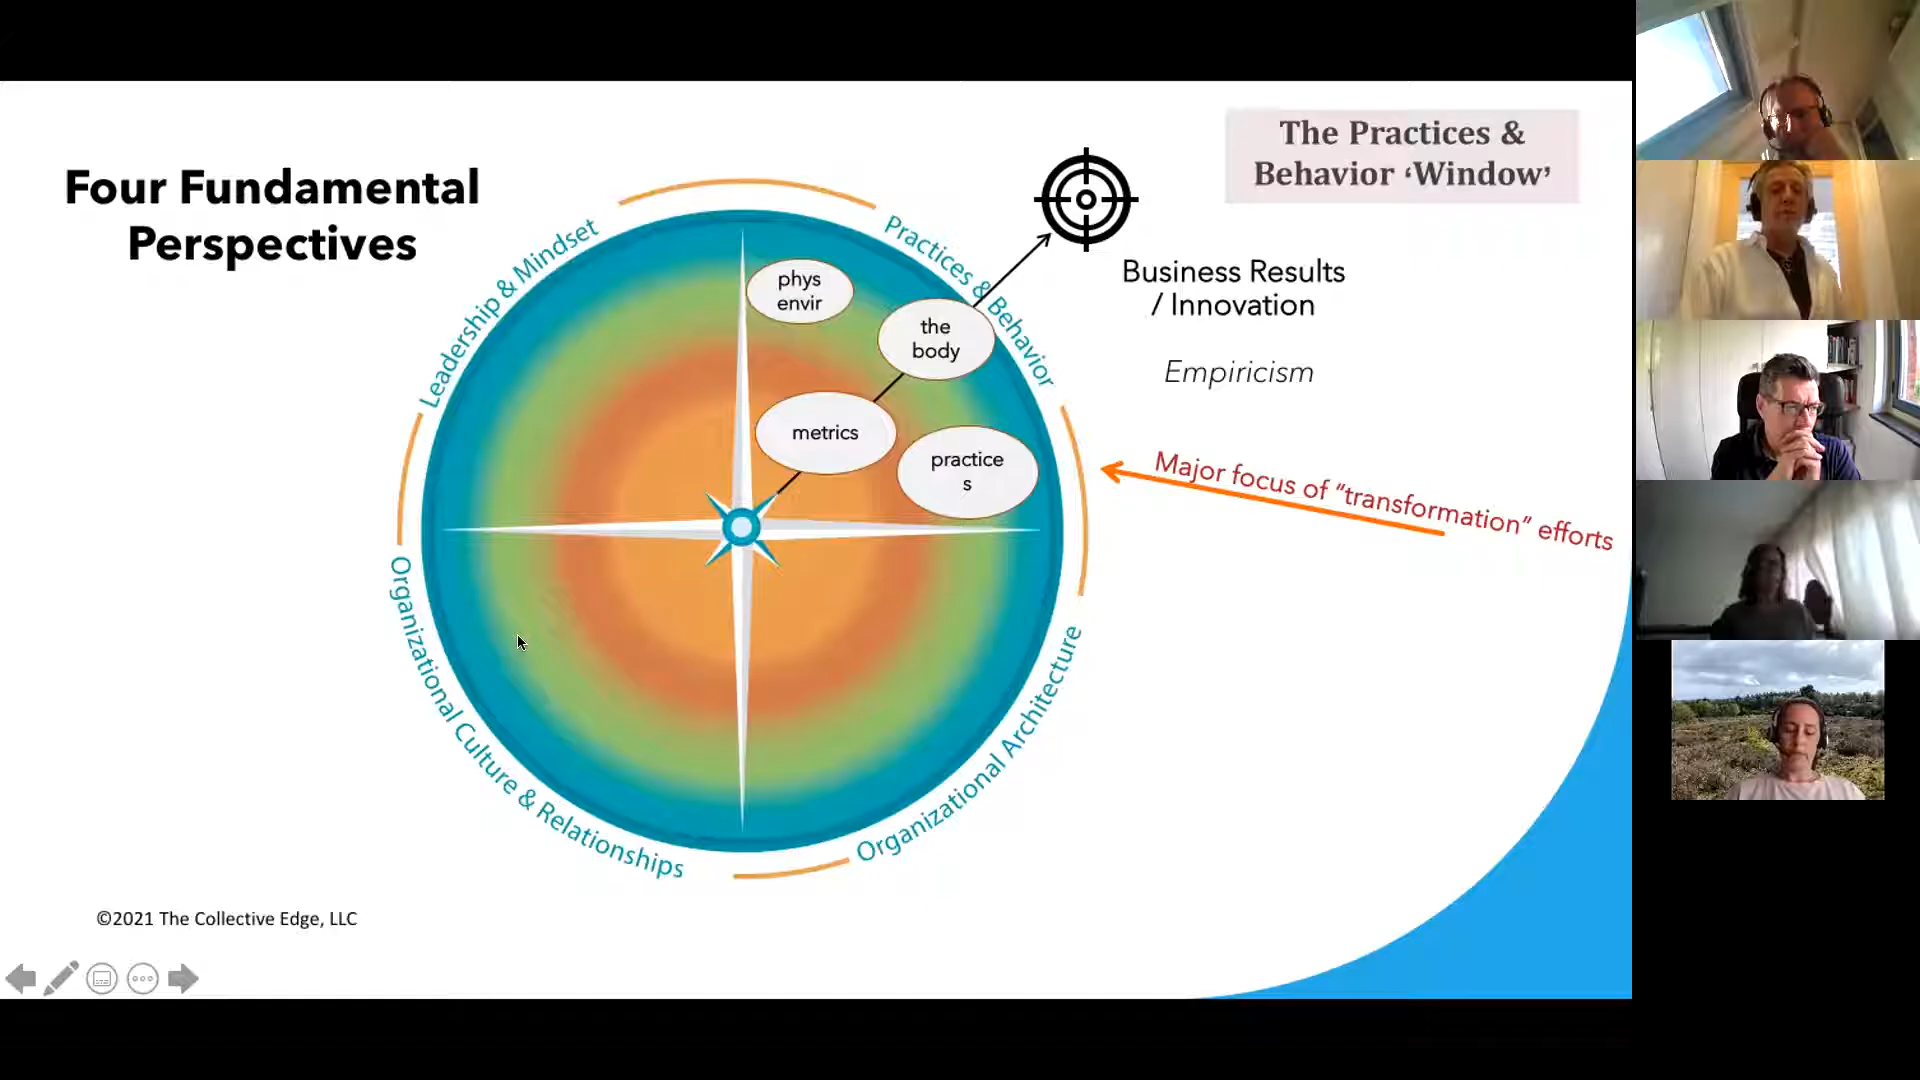 Four Fundamental
Perspectives
The Practices &
Behavior ‘Window’
Leadership & Mindset
Practices & Behavior
phys
envir
the
body
metrics
practice
s
Business Results
/ Innovation
Empiricism
Major focus of “transformation” efforts
Organizational Culture & Relationships
Organizational Architecture
©2021 The Collective Edge, LLC